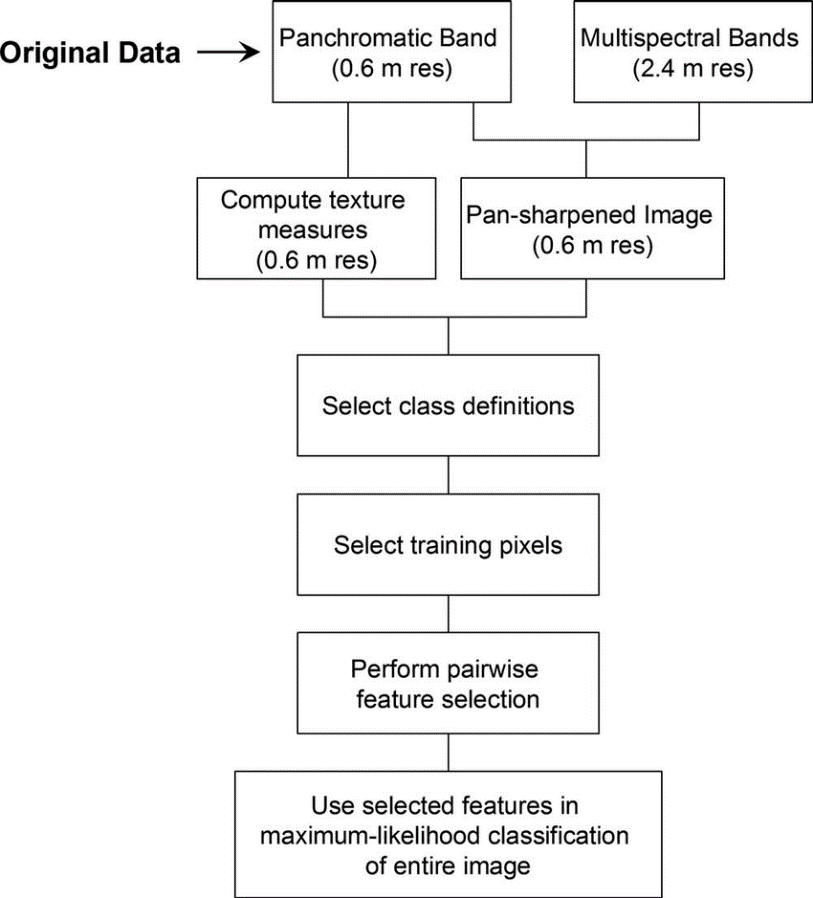 Original Data
Panchromatic Band
(0.6 m res)
Multispectral Bands
(2.4 m res)
Compute texture
measures
(0.6 m res)
Pan-sharpened Image
(0.6 m res)
Select class definitions
Select training pixels
Perform pairwise
feature selection
Use selected features in
maximum-likelihood classification
of entire image